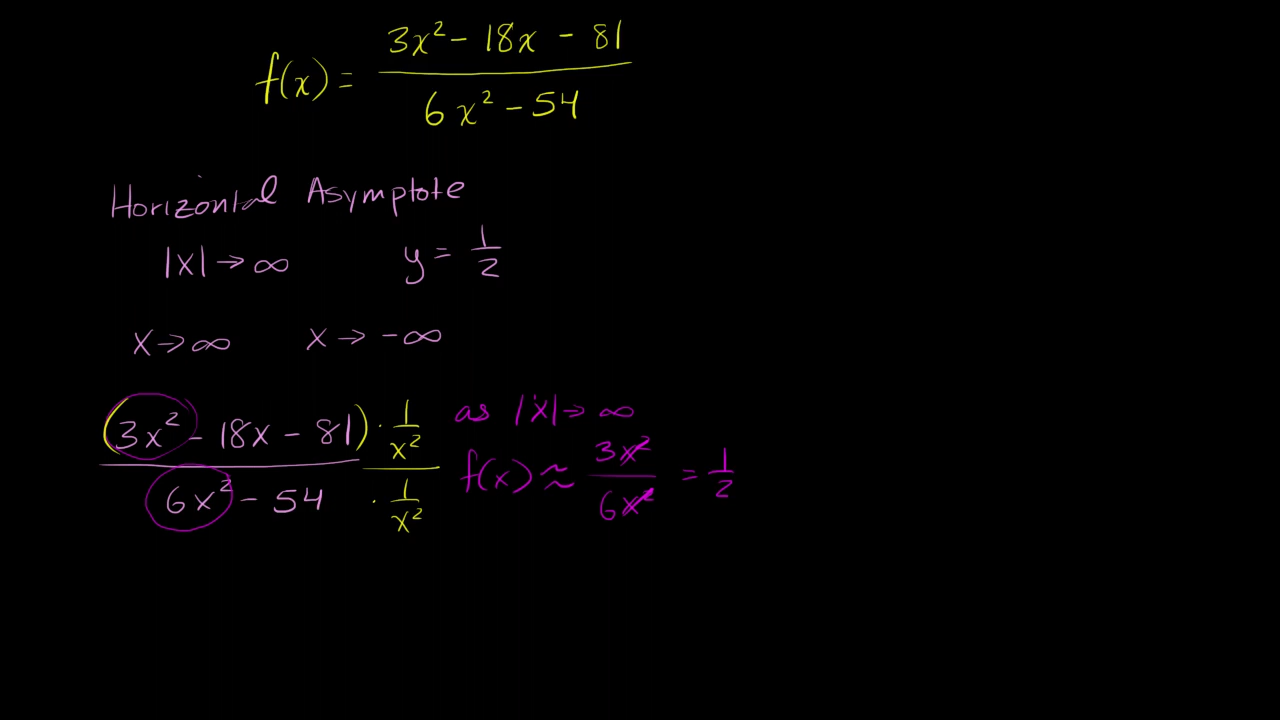 f(x) = (3x² - 18x - 81) / (6x² - 54)
Horizontal Asymptote
|x| → ∞ y = 1/2
x → ∞ x → -∞
(3x² - 18x - 81) · 1/x²
6x² - 54 · 1/x²
as |x| → ∞
f(x) ≈ 3x²/6x² = 1/2